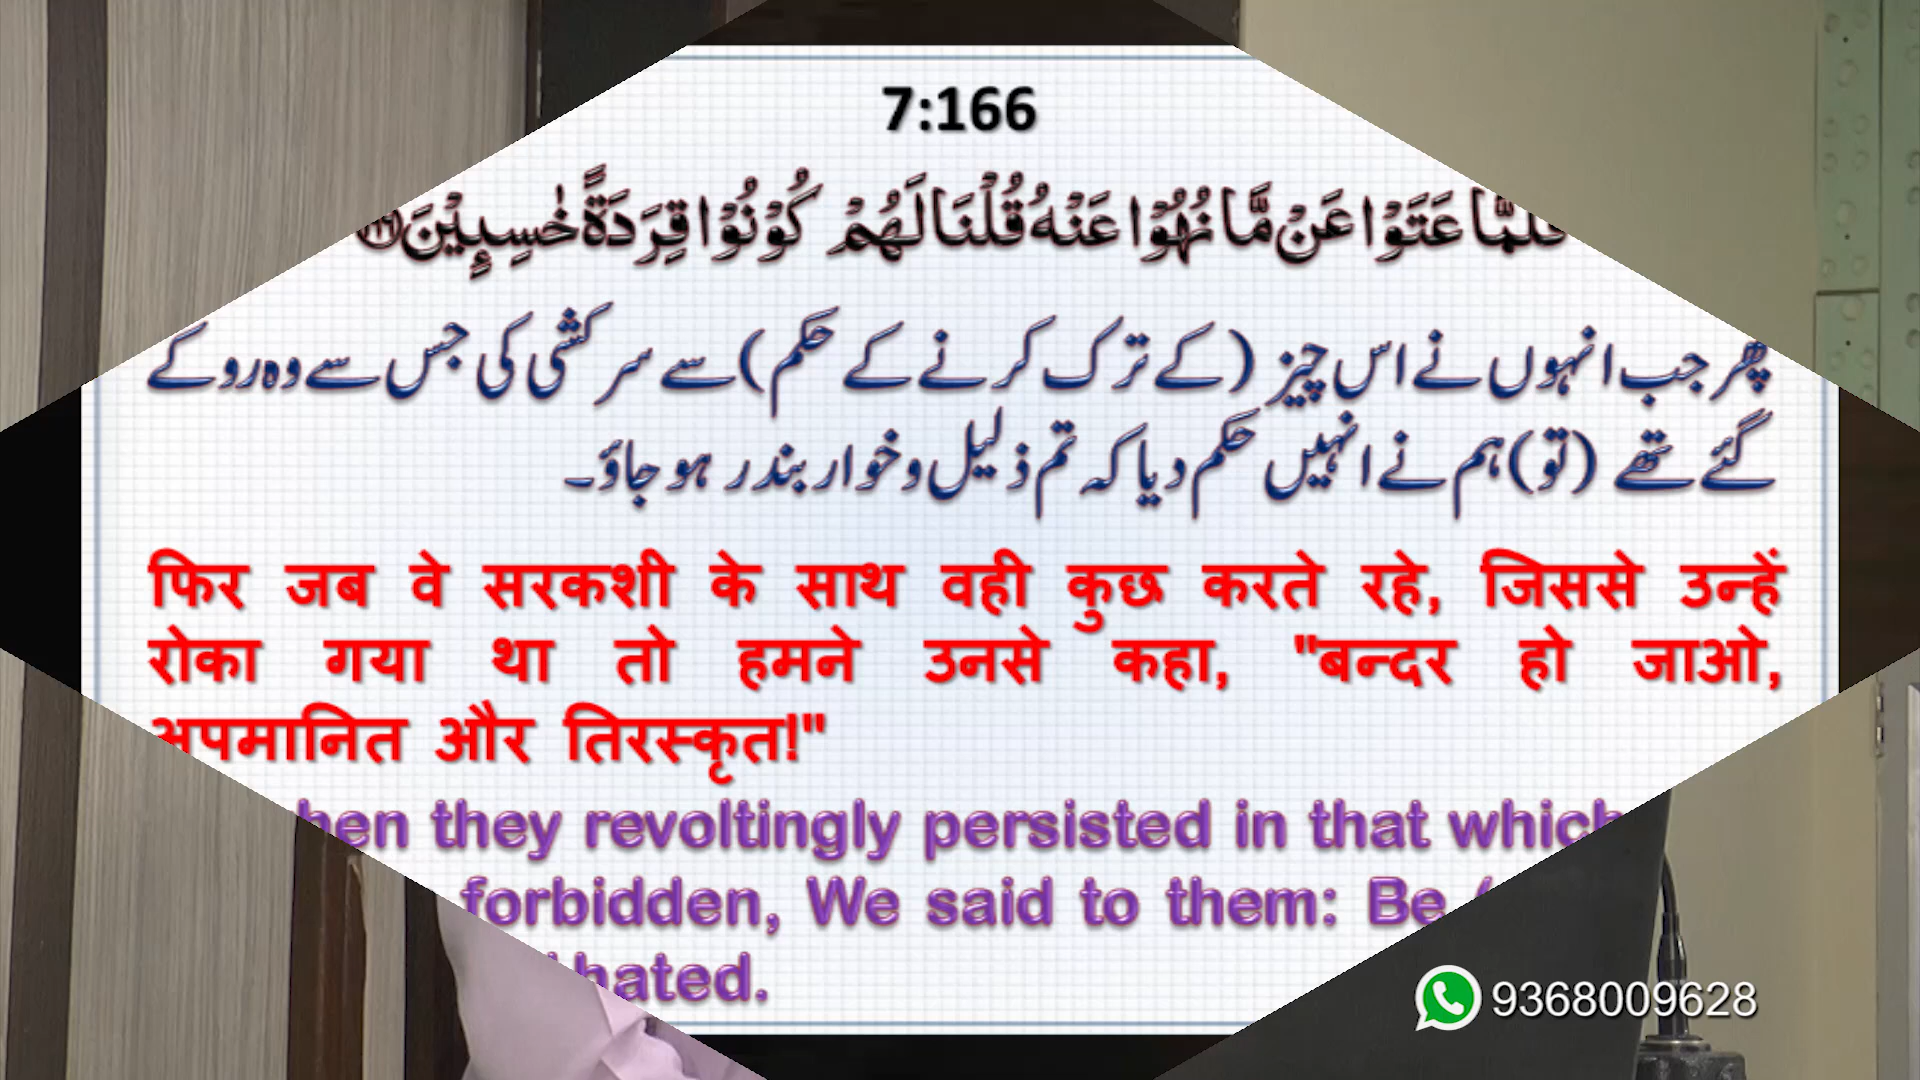 7:166
فَلَمَّا عَتَوْا عَنْ مَّا نُهُوْا عَنْهُ قُلْنَا لَهُمْ كُوْنُوْا قِرَدَةً خٰسِـِٕيْنَ ۝۱۶۶
پھر جب انہوں نے اس چیز (کے ترک کرنے کے حکم) سے سرکشی کی جس سے وہ روکے
گئے تھے (تو) ہم نے انہیں حکم دیا کہ تم ذلیل و خوار بندر ہو جاؤ۔
फिर जब वे सरकशी के साथ वही कुछ करते रहे, जिससे उन्हें
रोका गया था तो हमने उनसे कहा, "बन्दर हो जाओ,
अपमानित और तिरस्कृत!"
they revoltingly persisted in that which
forbidden, We said to them: Be
hated.
9368009628